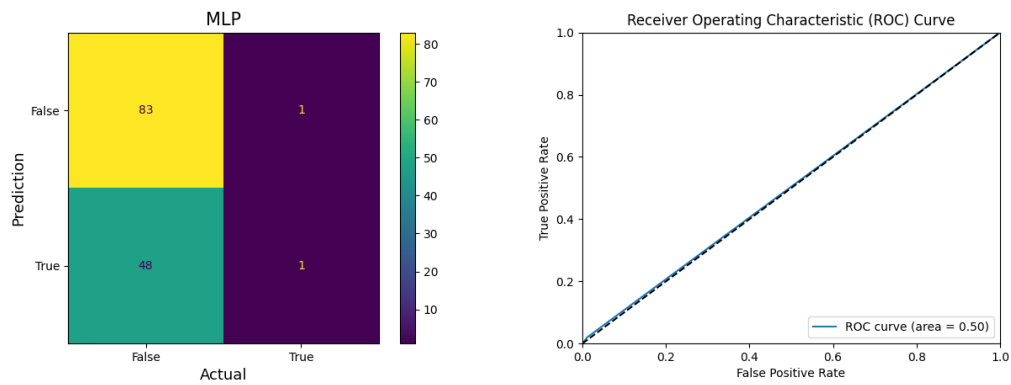 MLP
False
83
1
True
48
1
False
True
Prediction
Actual
80
70
60
50
40
30
20
10
Receiver Operating Characteristic (ROC) Curve
1.0
0.8
0.6
0.4
0.2
0.0
True Positive Rate
ROC curve (area = 0.50)
0.0
0.2
0.4
0.6
0.8
1.0
False Positive Rate